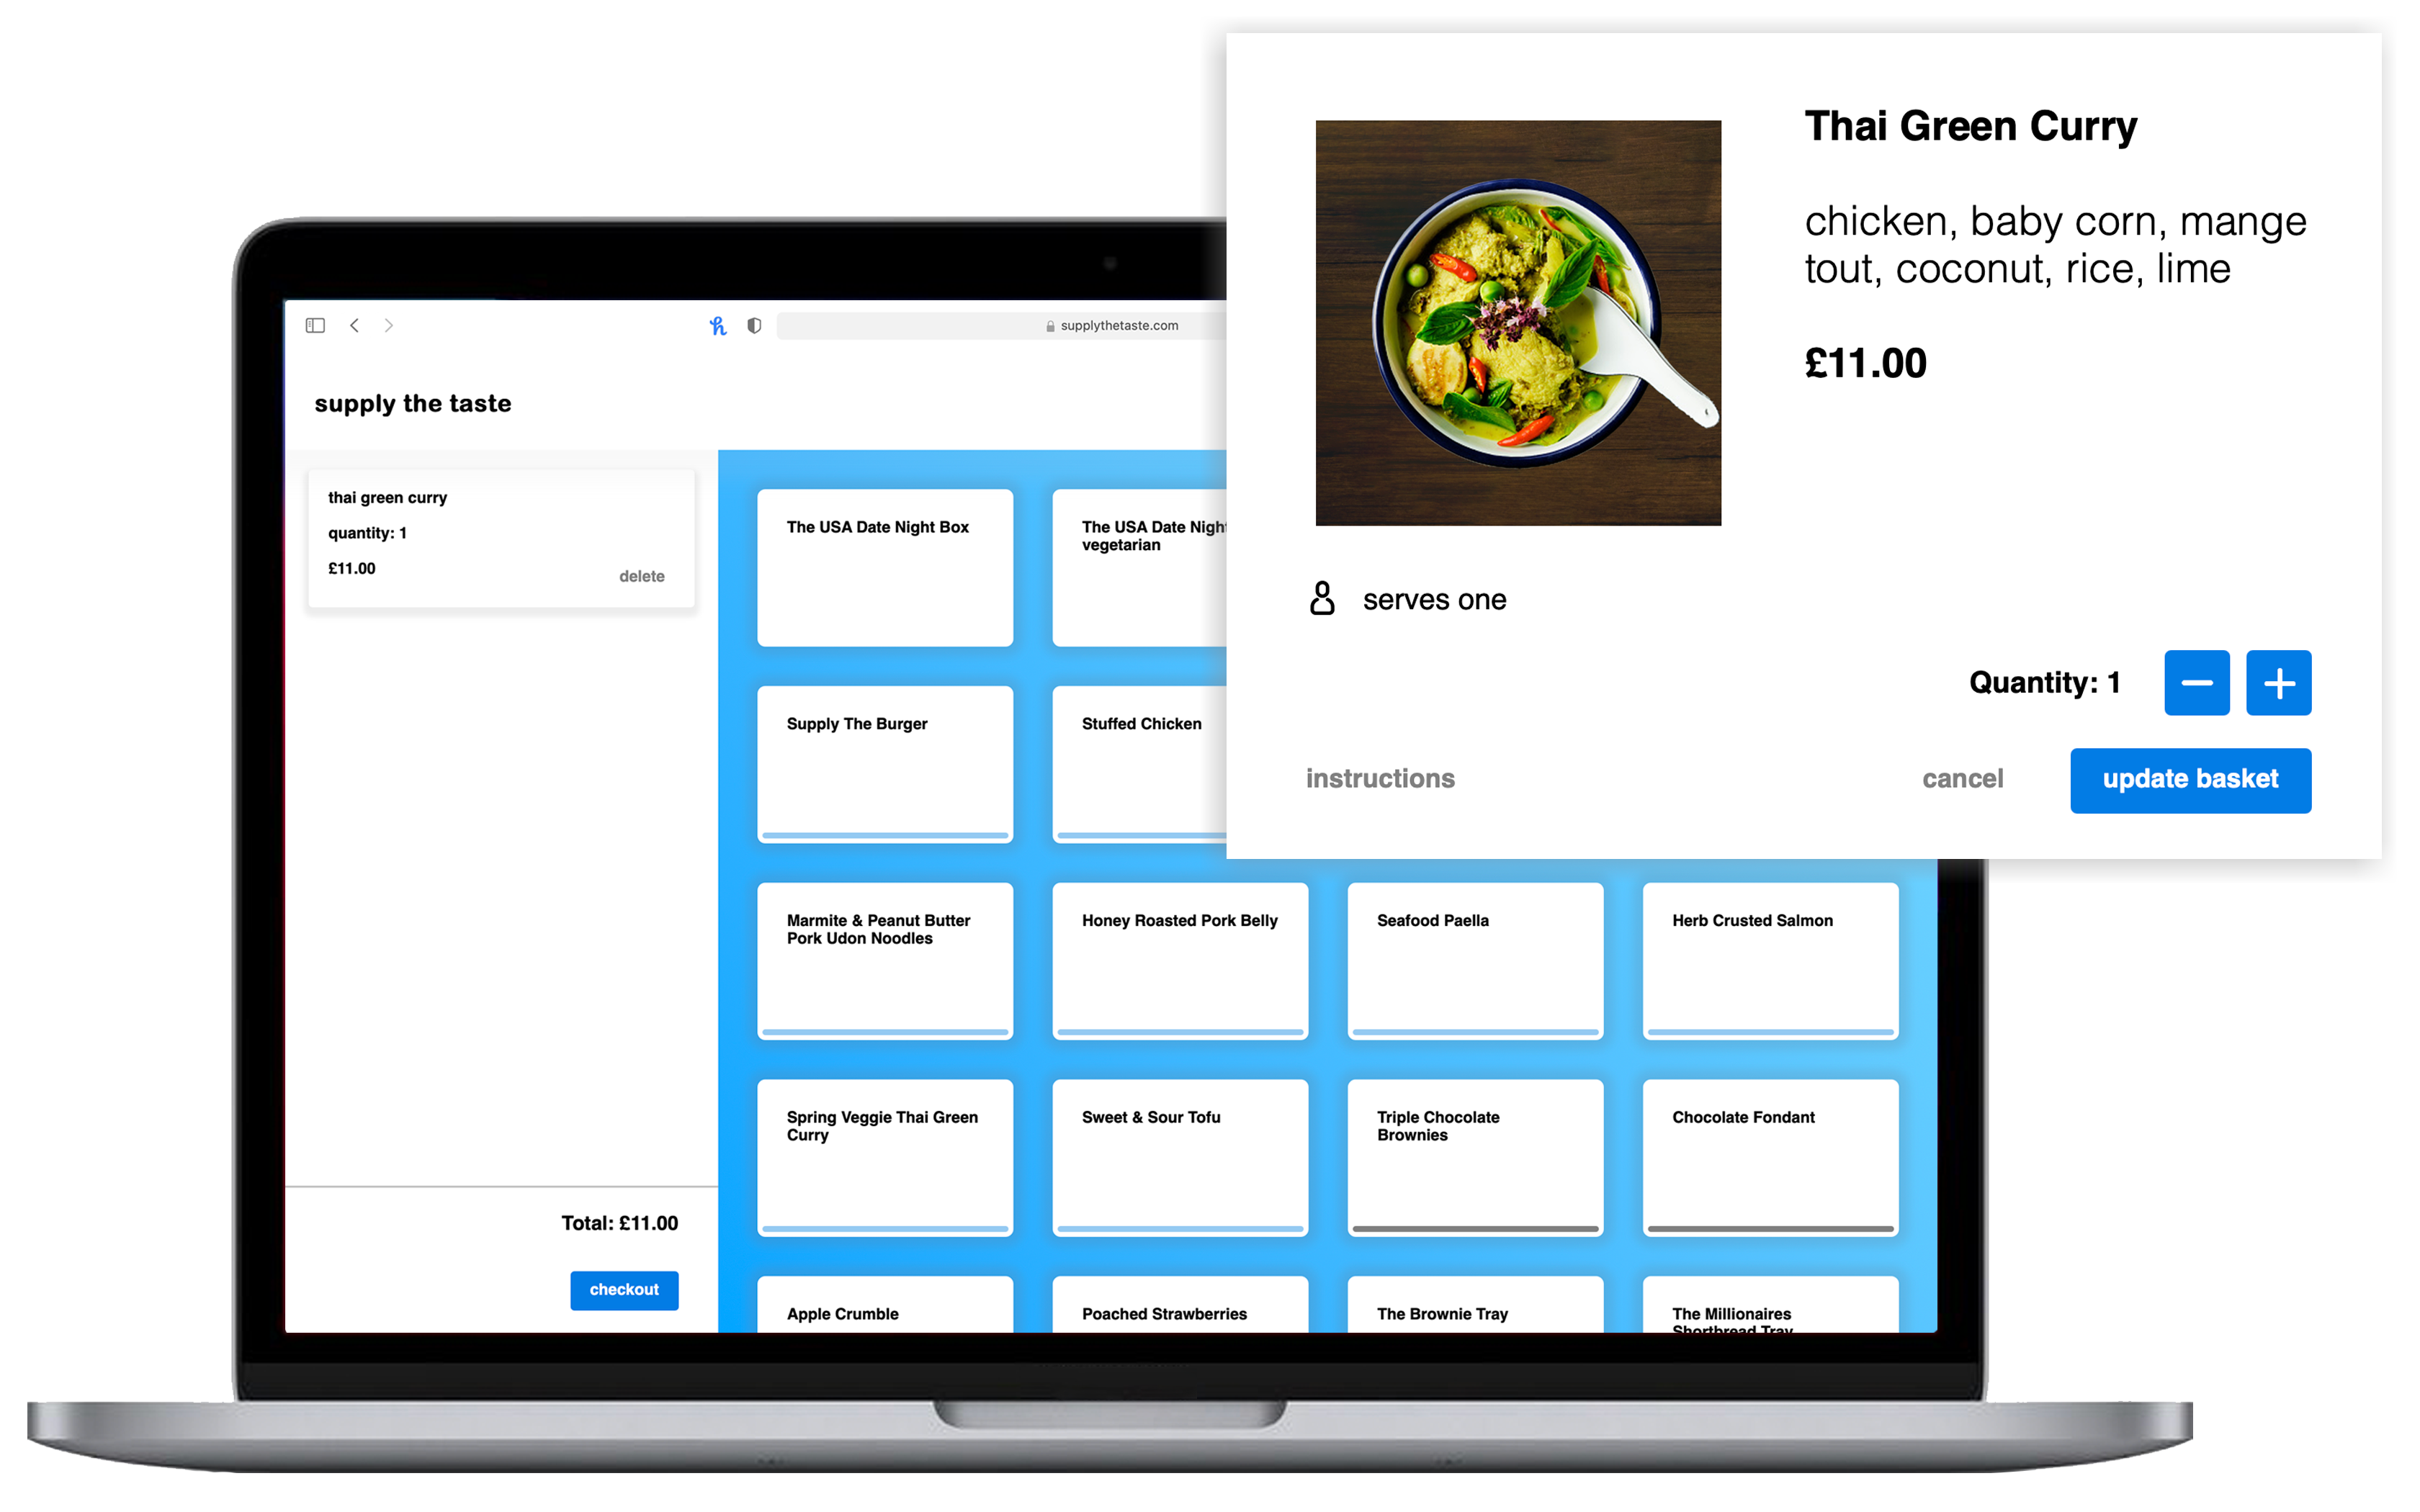 Thai Green Curry
chicken, baby corn, mange
tout, coconut, rice, lime
£11.00
serves one
Quantity: 1
instructions
cancel
update basket
supplythetaste.com
supply the taste
thai green curry
quantity: 1
£11.00
delete
Total: £11.00
checkout
The USA Date Night Box
The USA Date Night
vegetarian
Supply The Burger
Stuffed Chicken
Marmite & Peanut Butter
Pork Udon Noodles
Honey Roasted Pork Belly
Seafood Paella
Herb Crusted Salmon
Spring Veggie Thai Green
Curry
Sweet & Sour Tofu
Triple Chocolate
Brownies
Chocolate Fondant
Apple Crumble
Poached Strawberries
The Brownie Tray
The Millionaires
Shortbread Tray